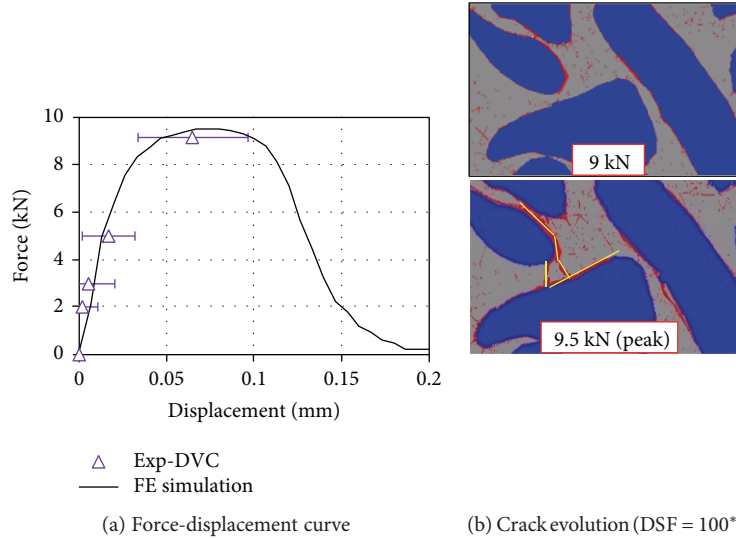 10
8
6
4
2
0
Force (kN)
0
0.05
0.1
0.15
0.2
Displacement (mm)
Exp-DVC
FE simulation
(a) Force-displacement curve
9 kN
9.5 kN (peak)
(b) Crack evolution (DSF = 100*